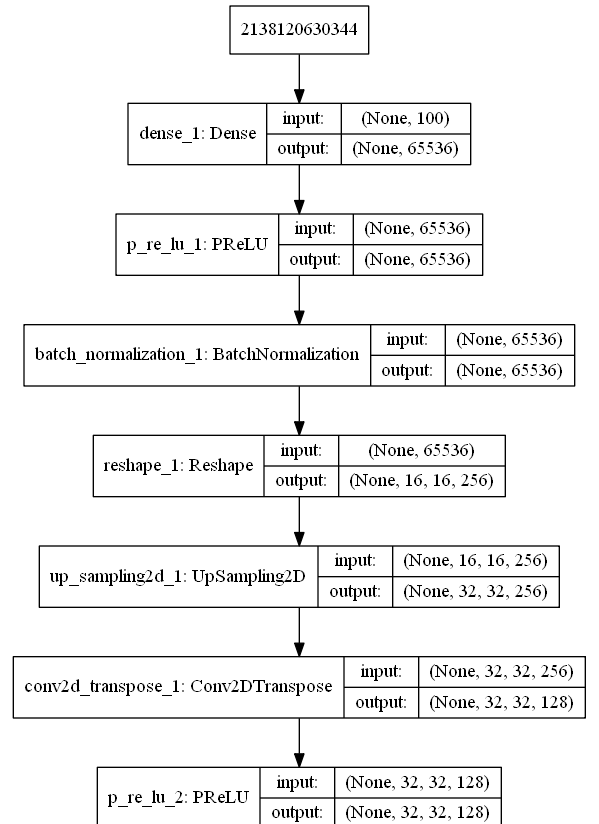 2138120630344
dense_1: Dense
input: (None, 100)
output: (None, 65536)
p_re_lu_1: PReLU
input: (None, 65536)
output: (None, 65536)
batch_normalization_1: BatchNormalization
input: (None, 65536)
output: (None, 65536)
reshape_1: Reshape
input: (None, 65536)
output: (None, 16, 16, 256)
up_sampling2d_1: UpSampling2D
input: (None, 16, 16, 256)
output: (None, 32, 32, 256)
conv2d_transpose_1: Conv2DTranspose
input: (None, 32, 32, 256)
output: (None, 32, 32, 128)
p_re_lu_2: PReLU
input: (None, 32, 32, 128)
output: (None, 32, 32, 128)